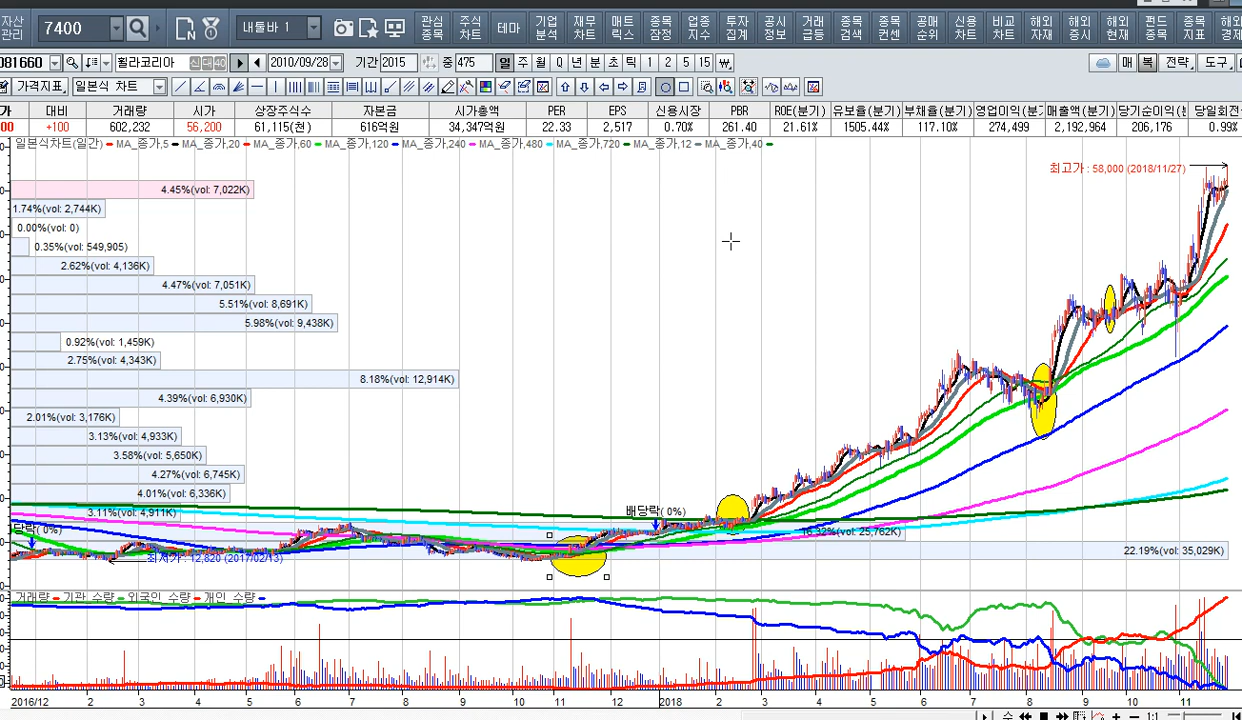 자산 관리 7400 내툴바 1 관심 종목 주식 차트 테마 기업 분석 재무 차트 매트 릭스 종목 잠정 업종 지수 투자 집계 공시 정보 거래 급등 종목 검색 종목 컨센 공매 순위 신용 차트 비교 차트 해외 자재 해외 증시 해외 현재 펀드 종목 종목 지표 해외 경제
081660 휠라코리아 신 대 40 2010/09/28 기간 2015 중 475 일 주 월 Q 년 분 초 틱 1 2 5 15 매 복 전략 도구
가격지표 일본식 차트
가 대비 거래량 시가 상장주식수 자본금 시가총액 PER EPS 신용시장 PBR ROE(분기) 유보율(분기) 부채율(분기) 영업이익(분기 매출액(분기) 당기순이익(분 당일회전
00 +100 602,232 56,200 61,115(천) 616억원 34,347억원 22.33 2,517 0.70% 261.40 21.61% 1505.44% 117.10% 274,499 2,192,964 206,176 0.99%
일본식차트(일간) MA_종가,5 MA_종가,20 MA_종가,60 MA_종가,120 MA_종가,240 MA_종가,480 MA_종가,720 MA_종가,12 MA_종가,40
최고가 : 58,000 (2018/11/27)
4.45%(vol: 7,022K)
1.74%(vol: 2,744K)
0.00%(vol: 0)
0.35%(vol: 549,905)
2.62%(vol: 4,136K)
4.47%(vol: 7,051K)
5.51%(vol: 8,691K)
5.98%(vol: 9,438K)
0.92%(vol: 1,459K)
2.75%(vol: 4,343K)
8.18%(vol: 12,914K)
4.39%(vol: 6,930K)
2.01%(vol: 3,176K)
3.13%(vol: 4,933K)
3.58%(vol: 5,650K)
4.27%(vol: 6,745K)
4.01%(vol: 6,336K)
3.11%(vol: 4,911K) 배당락( 0%)
당락( 0%) 16.32%(vol: 25,762K)
22.19%(vol: 35,029K)
최저가 : 12,820 (2017/02/13)
거래량 기관 수량 외국인 수량 개인 수량
2016/12 2 3 4 5 6 7 8 9 10 11 12 2018 2 3 4 5 6 7 8 9 10 11
1:1